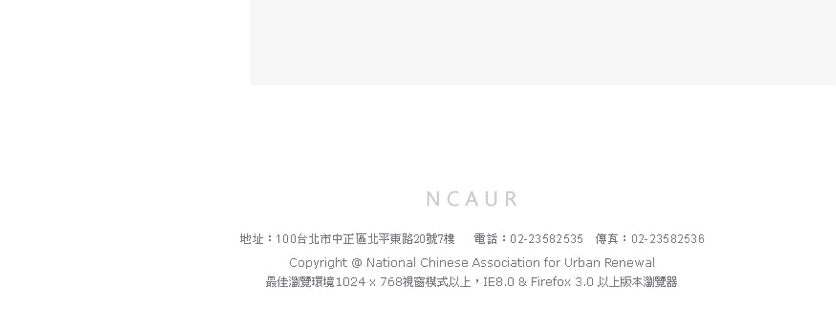 NCAUR
地址：100台北市中正區北平東路20號7樓 電話：02-23582535 傳真：02-23582536
Copyright @ National Chinese Association for Urban Renewal
最佳瀏覽環境1024 x 768視窗模式以上，IE8.0 & Firefox 3.0 以上版本瀏覽器